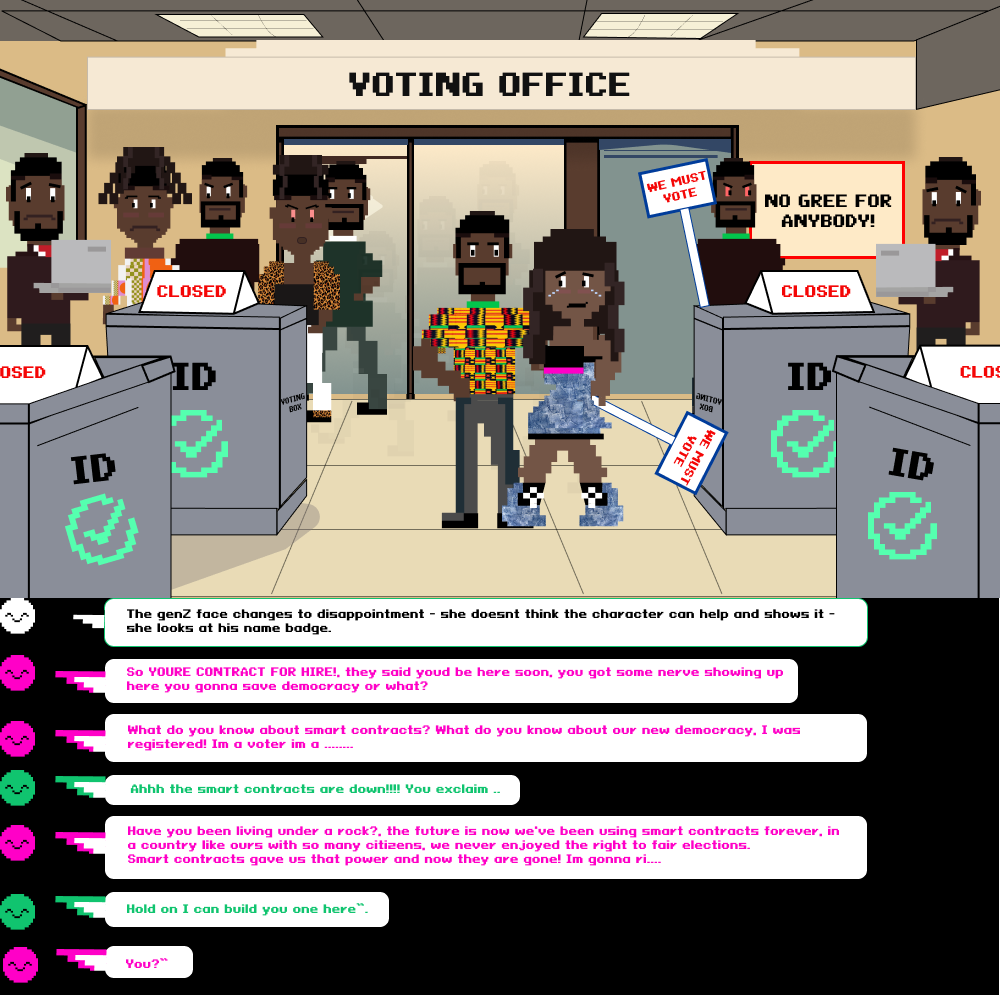 VOTING OFFICE
WE MUST
VOTE
NO GREE FOR
ANYBODY!
CLOSED
CLOSED
OSED
CLOS
ID
ID
VOTING
BOX
VOTING
BOX
WE MUST
VOTE
ID
ID
The genZ face changes to disappointment - she doesnt think the character can help and shows it -
she looks at his name badge.
So YOURE CONTRACT FOR HIRE!, they said youd be here soon, you got some nerve showing up
here you gonna save democracy or what?
What do you know about smart contracts? What do you know about our new democracy, I was
registered! Im a voter im a ........
Ahhh the smart contracts are down!!!! You exclaim ..
Have you been living under a rock?, the future is now we've been using smart contracts forever, in
a country like ours with so many citizens, we never enjoyed the right to fair elections.
Smart contracts gave us that power and now they are gone! Im gonna ri....
Hold on I can build you one here``.
You?``